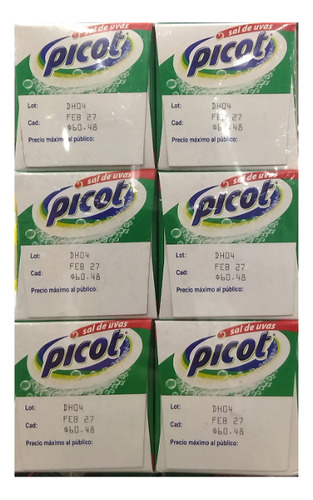 sal de uvas
picot
Lot: DH04
Cad: FEB 27
$60.48
Precio máximo al público:
sal de uvas
picot
Lot: DH04
Cad: FEB 27
$60.48
Precio máximo al público:
sal de uvas
picot
Lot: DH04
Cad: FEB 27
$60.48
Precio máximo al público:
sal de uvas
picot
Lot: DH04
Cad: FEB 27
$60.48
Precio máximo al público:
sal de uvas
picot
Lot: DH04
Cad: FEB 27
$60.48
Precio máximo al público:
sal de uvas
picot
Lot: DH04
Cad: FEB 27
$60.48
Precio máximo al público: